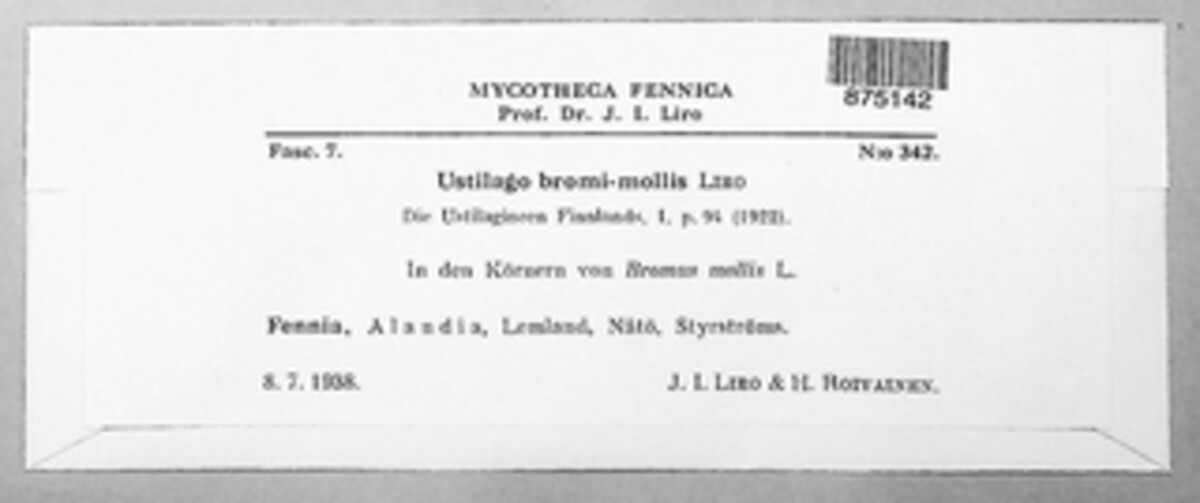 875142
MYCOTHECA FENNICA
Prof. Dr. J. I. Liro
Fasc. 7. N:o 342.
Ustilago bromi-mollis LIRO
Die Ustilagineen Finnlands, I, p. 94 (1922).
In den Körnern von Bromus mollis L.
Fennia, Alandia, Lemland, Nåtö, Styrströms.
8. 7. 1938. J. I. LIRO & H. ROIVAINEN.